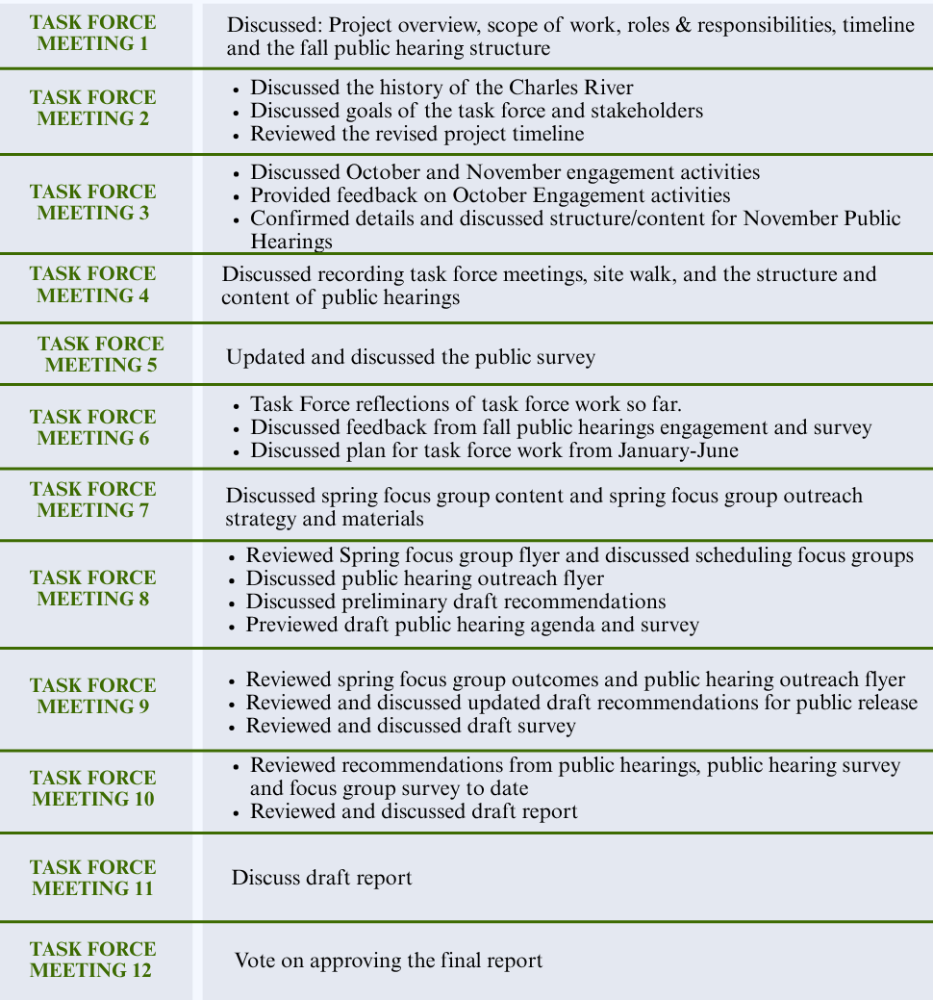 TASK FORCE
MEETING 1
Discussed: Project overview, scope of work, roles & responsibilities, timeline
and the fall public hearing structure
TASK FORCE
MEETING 2
• Discussed the history of the Charles River
• Discussed goals of the task force and stakeholders
• Reviewed the revised project timeline
TASK FORCE
MEETING 3
• Discussed October and November engagement activities
• Provided feedback on October Engagement activities
• Confirmed details and discussed structure/content for November Public
Hearings
TASK FORCE
MEETING 4
Discussed recording task force meetings, site walk, and the structure and
content of public hearings
TASK FORCE
MEETING 5
Updated and discussed the public survey
TASK FORCE
MEETING 6
• Task Force reflections of task force work so far.
• Discussed feedback from fall public hearings engagement and survey
• Discussed plan for task force work from January-June
TASK FORCE
MEETING 7
Discussed spring focus group content and spring focus group outreach
strategy and materials
TASK FORCE
MEETING 8
• Reviewed Spring focus group flyer and discussed scheduling focus groups
• Discussed public hearing outreach flyer
• Discussed preliminary draft recommendations
• Previewed draft public hearing agenda and survey
TASK FORCE
MEETING 9
• Reviewed spring focus group outcomes and public hearing outreach flyer
• Reviewed and discussed updated draft recommendations for public release
• Reviewed and discussed draft survey
TASK FORCE
MEETING 10
• Reviewed recommendations from public hearings, public hearing survey
and focus group survey to date
• Reviewed and discussed draft report
TASK FORCE
MEETING 11
Discuss draft report
TASK FORCE
MEETING 12
Vote on approving the final report